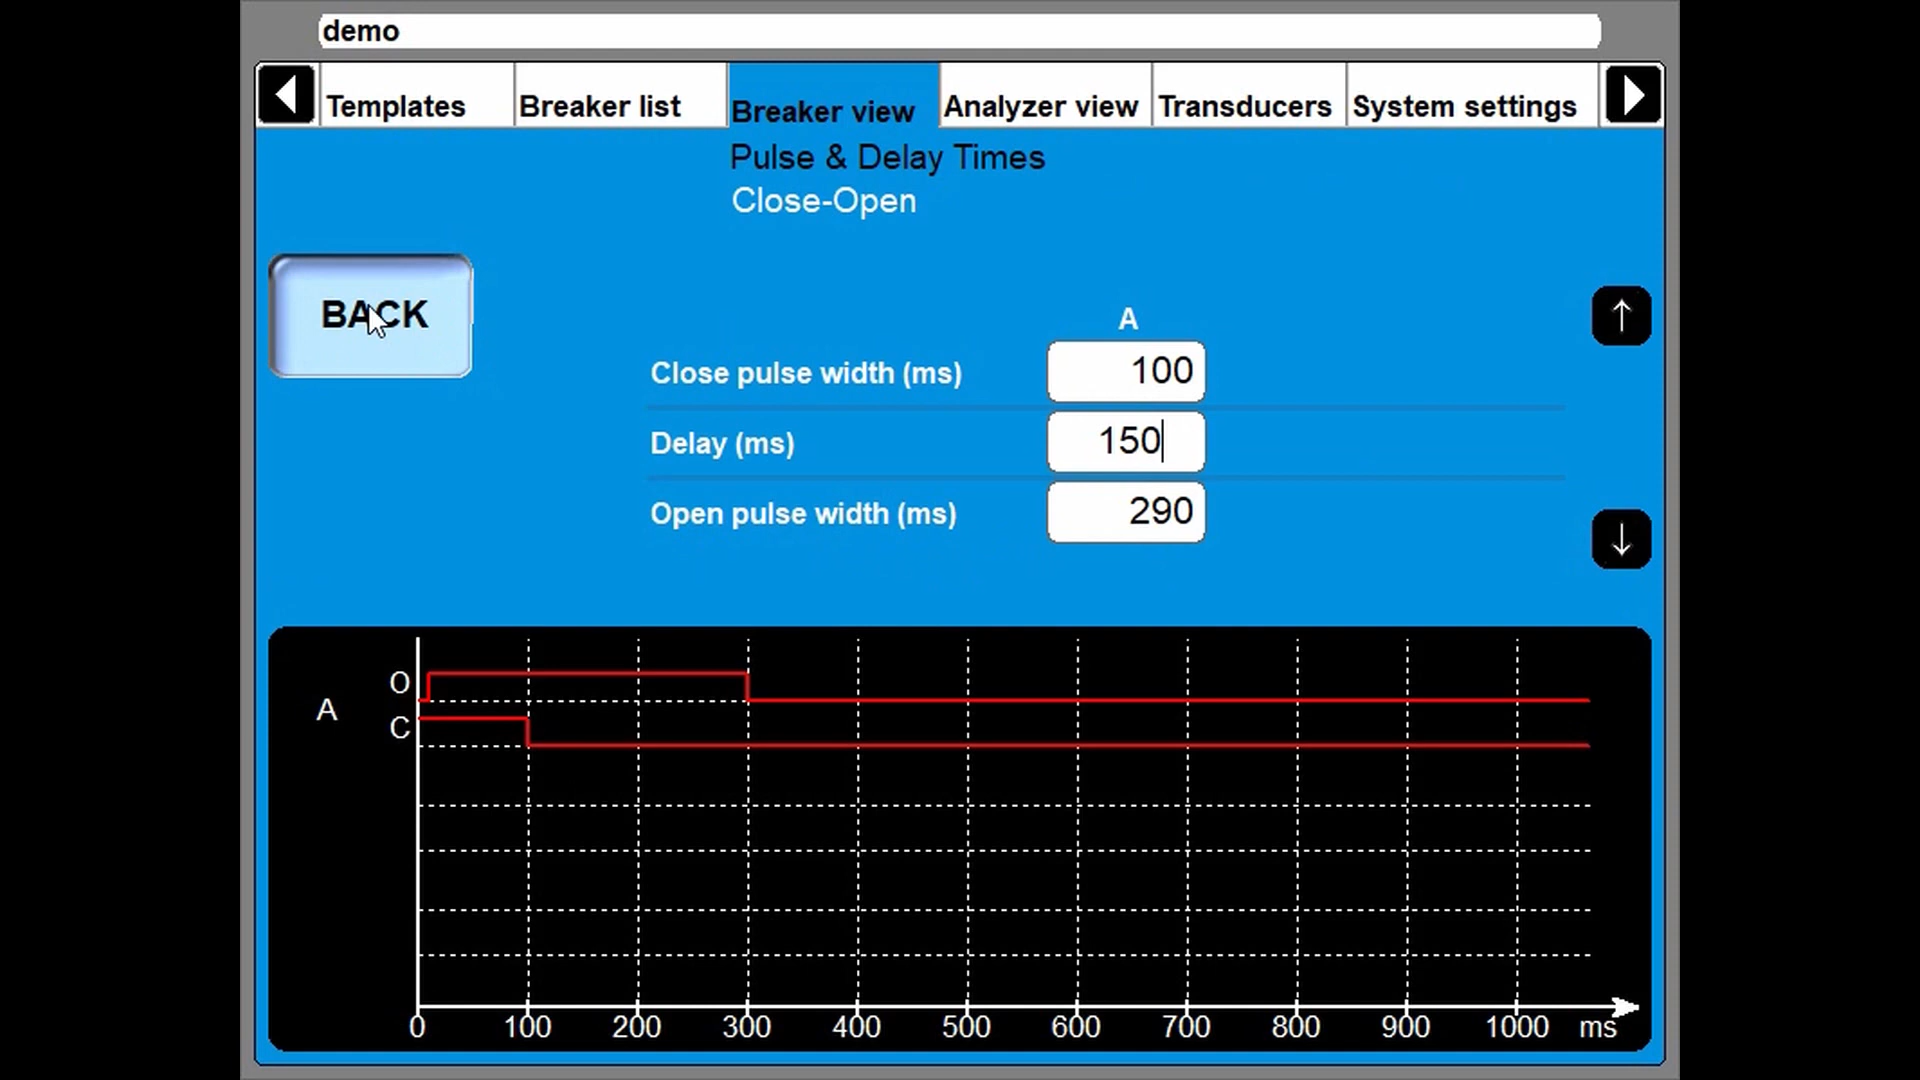 demo
Templates Breaker list Breaker view Analyzer view Transducers System settings
Pulse & Delay Times
Close-Open
BACK
A
Close pulse width (ms) 100
Delay (ms) 150
Open pulse width (ms) 290
O
A
C
0 100 200 300 400 500 600 700 800 900 1000 ms